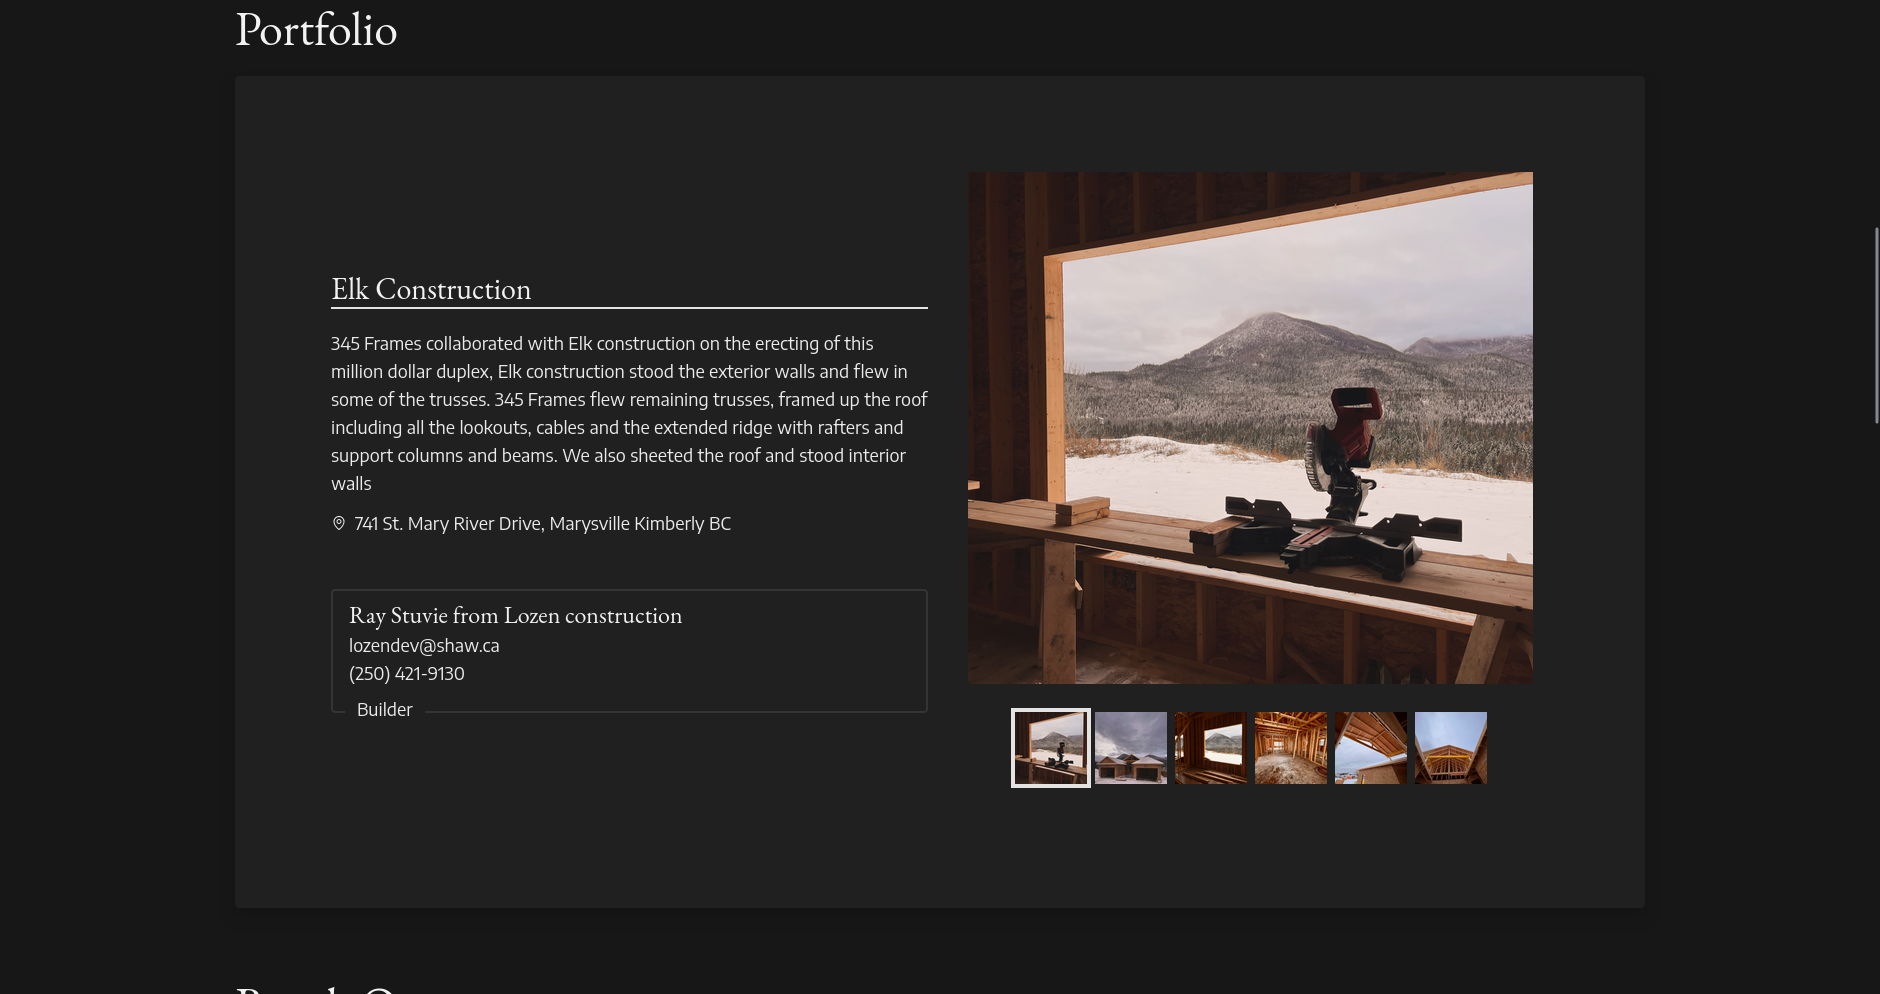 Portfolio
Elk Construction
345 Frames collaborated with Elk construction on the erecting of this
million dollar duplex, Elk construction stood the exterior walls and flew in
some of the trusses. 345 Frames flew remaining trusses, framed up the roof
including all the lookouts, cables and the extended ridge with rafters and
support columns and beams. We also sheeted the roof and stood interior
walls
741 St. Mary River Drive, Marysville Kimberly BC
Ray Stuvie from Lozen construction
lozendev@shaw.ca
(250) 421-9130
Builder